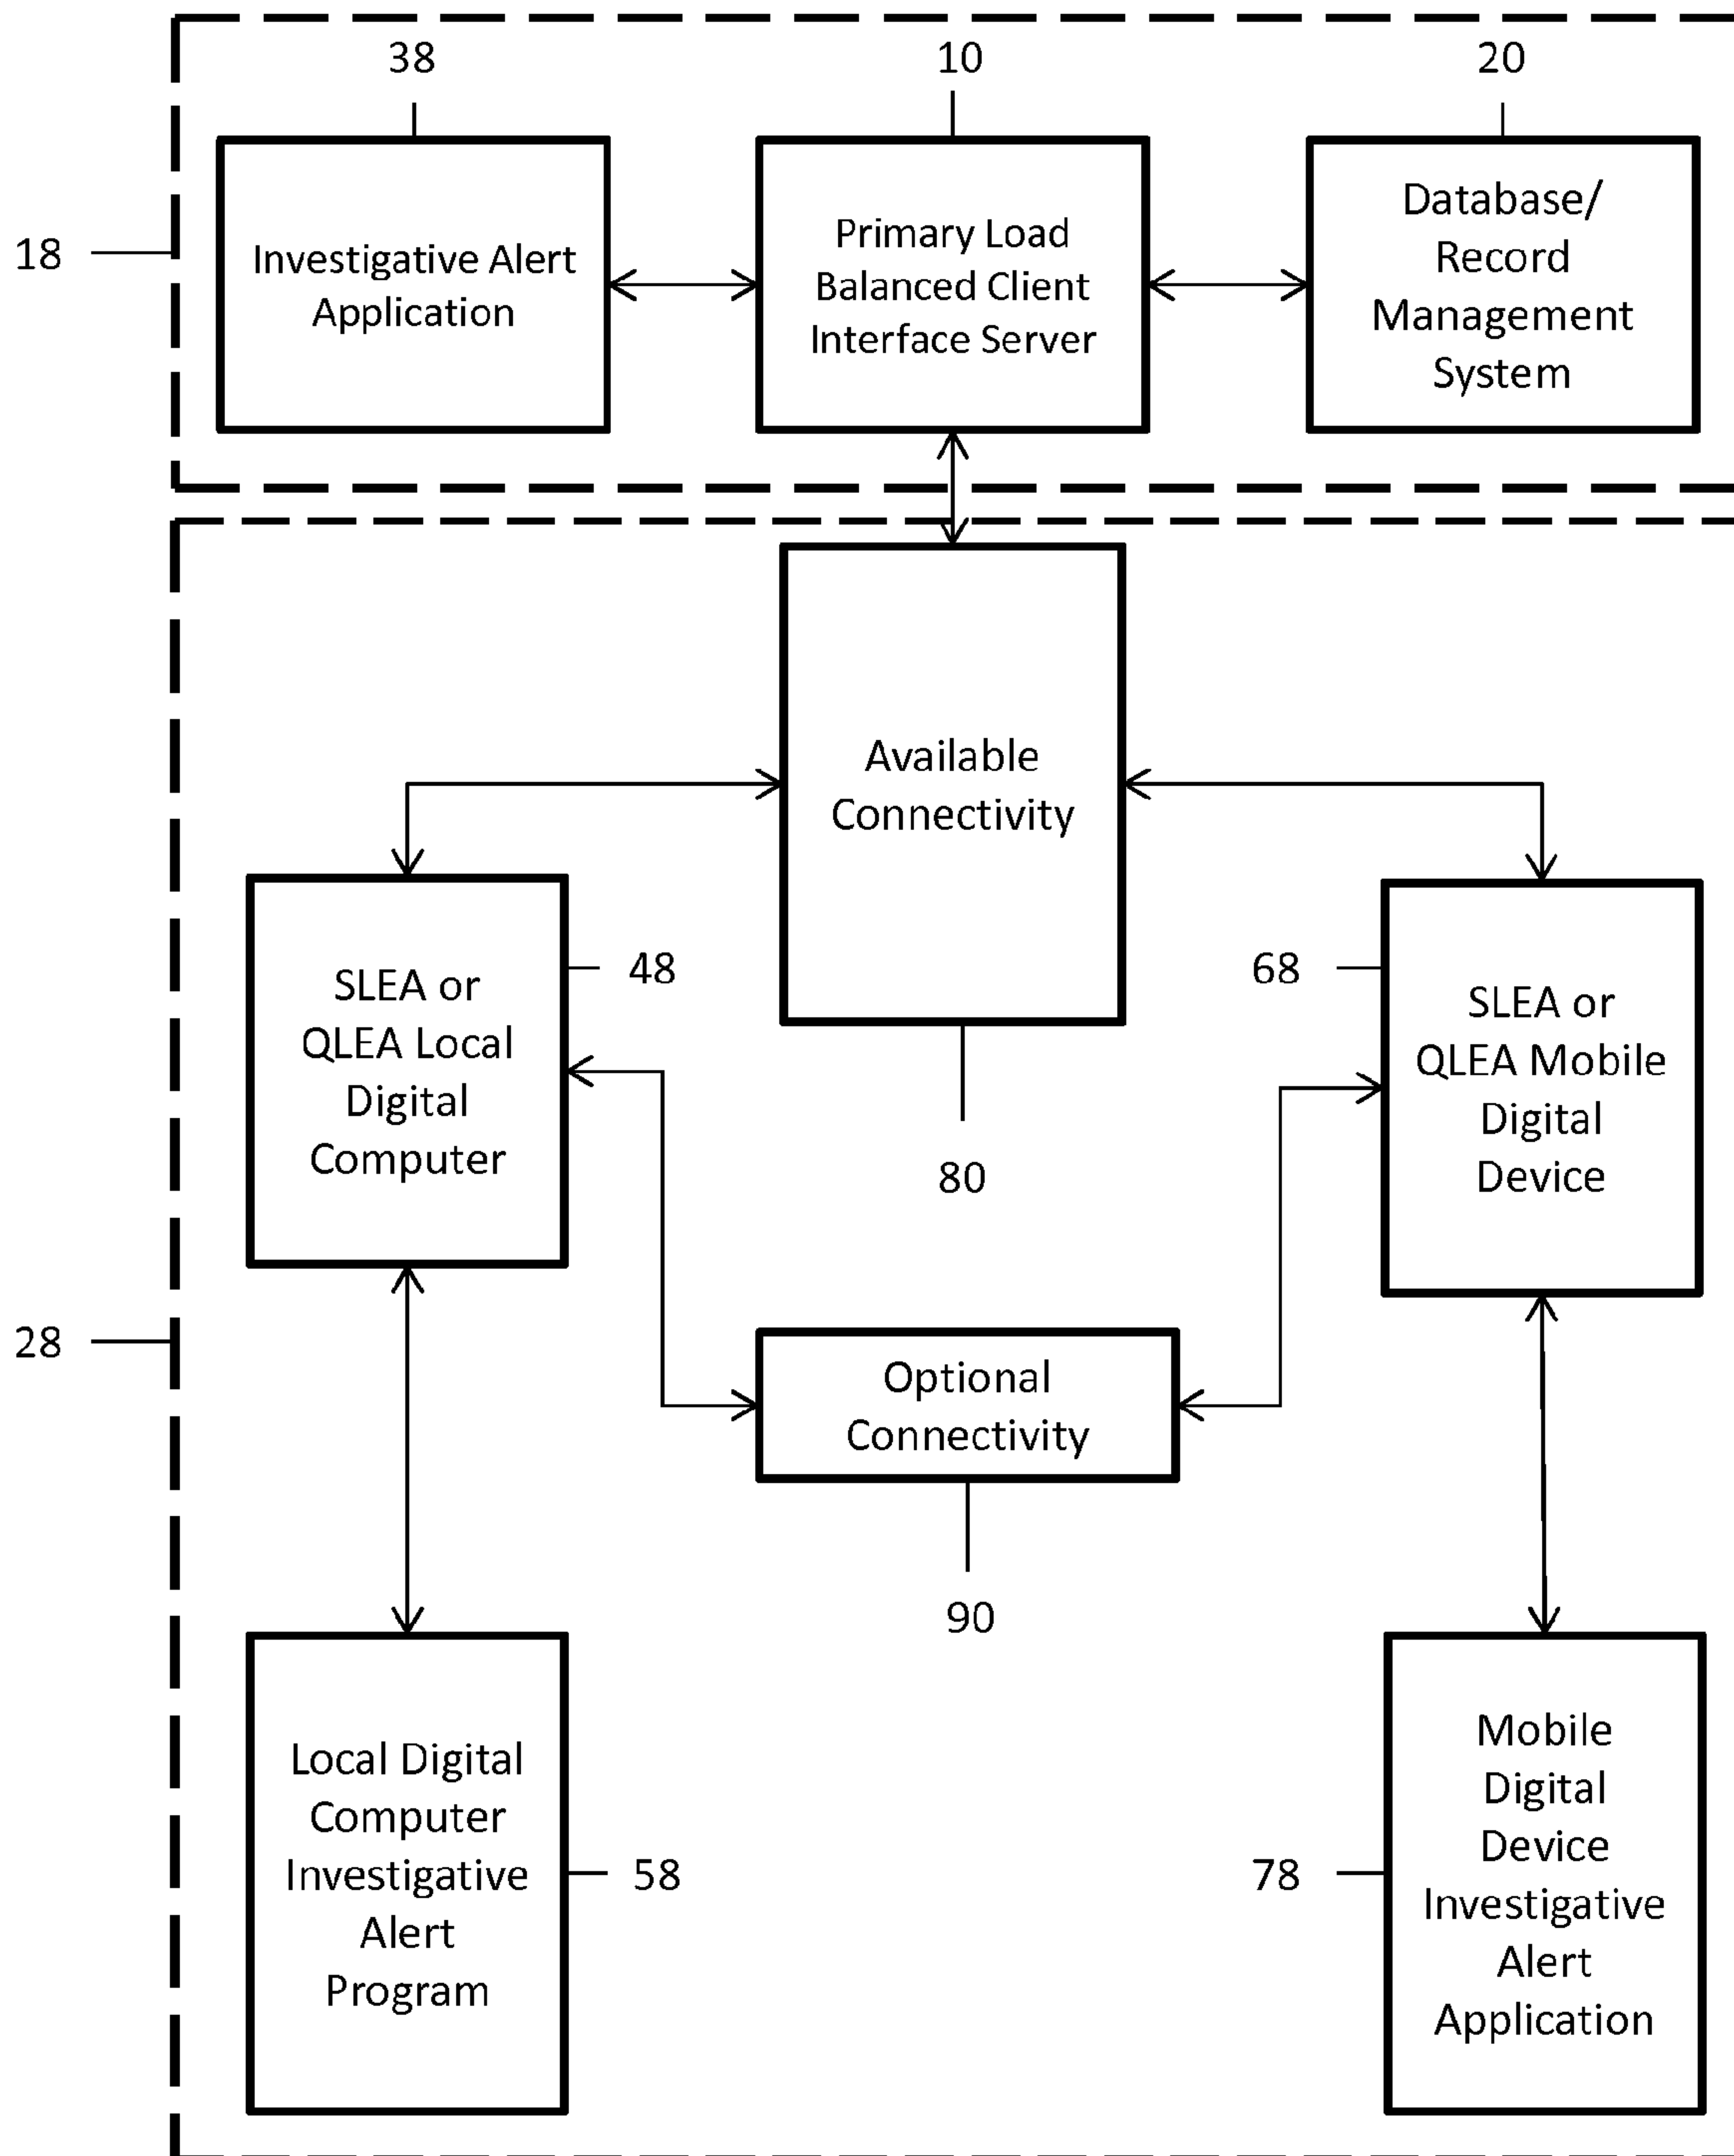 38
10
20
18
Investigative Alert
Application
Primary Load
Balanced Client
Interface Server
Database/
Record
Management
System
Available
Connectivity
80
SLEA or
QLEA Local
Digital
Computer
48
68
SLEA or
QLEA Mobile
Digital
Device
28
Optional
Connectivity
90
Local Digital
Computer
Investigative
Alert
Program
58
78
Mobile
Digital
Device
Investigative
Alert
Application